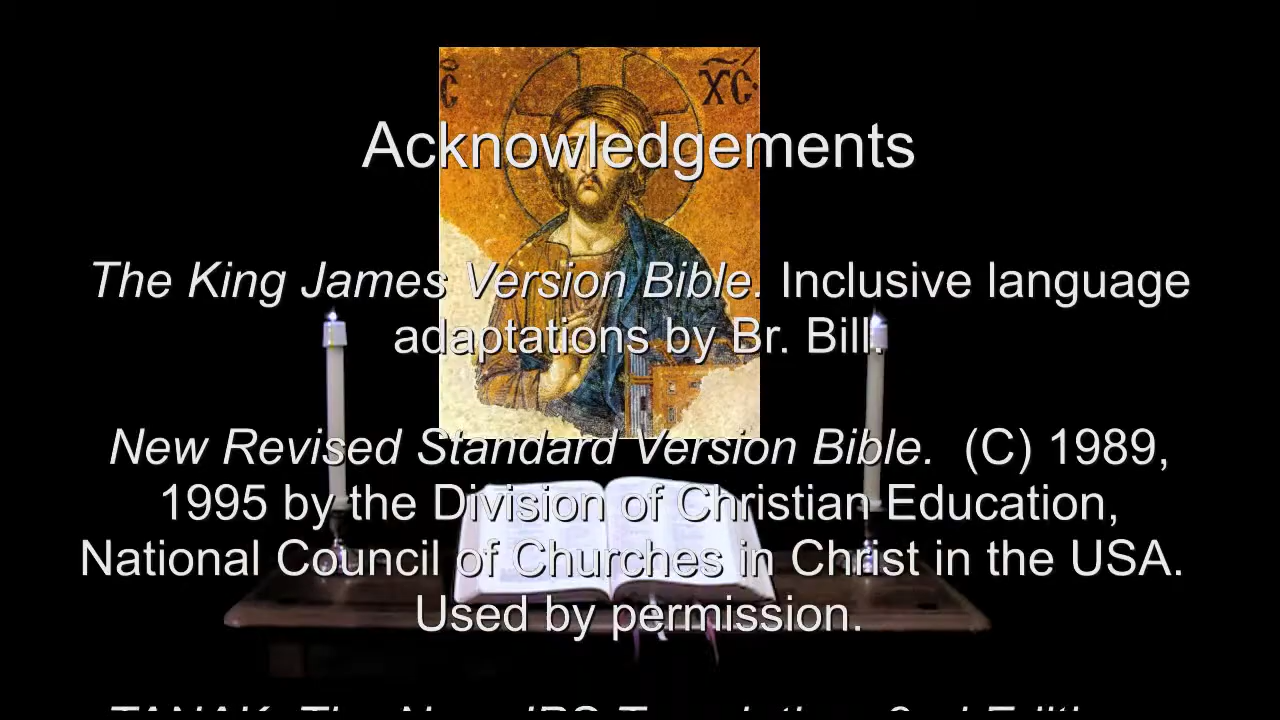 C̄
X̃C
Acknowledgements
The King James Version Bible. Inclusive language
adaptations by Br. Bill.
New Revised Standard Version Bible.  (C) 1989,
1995 by the Division of Christian Education,
National Council of Churches in Christ in the USA.
Used by permission.